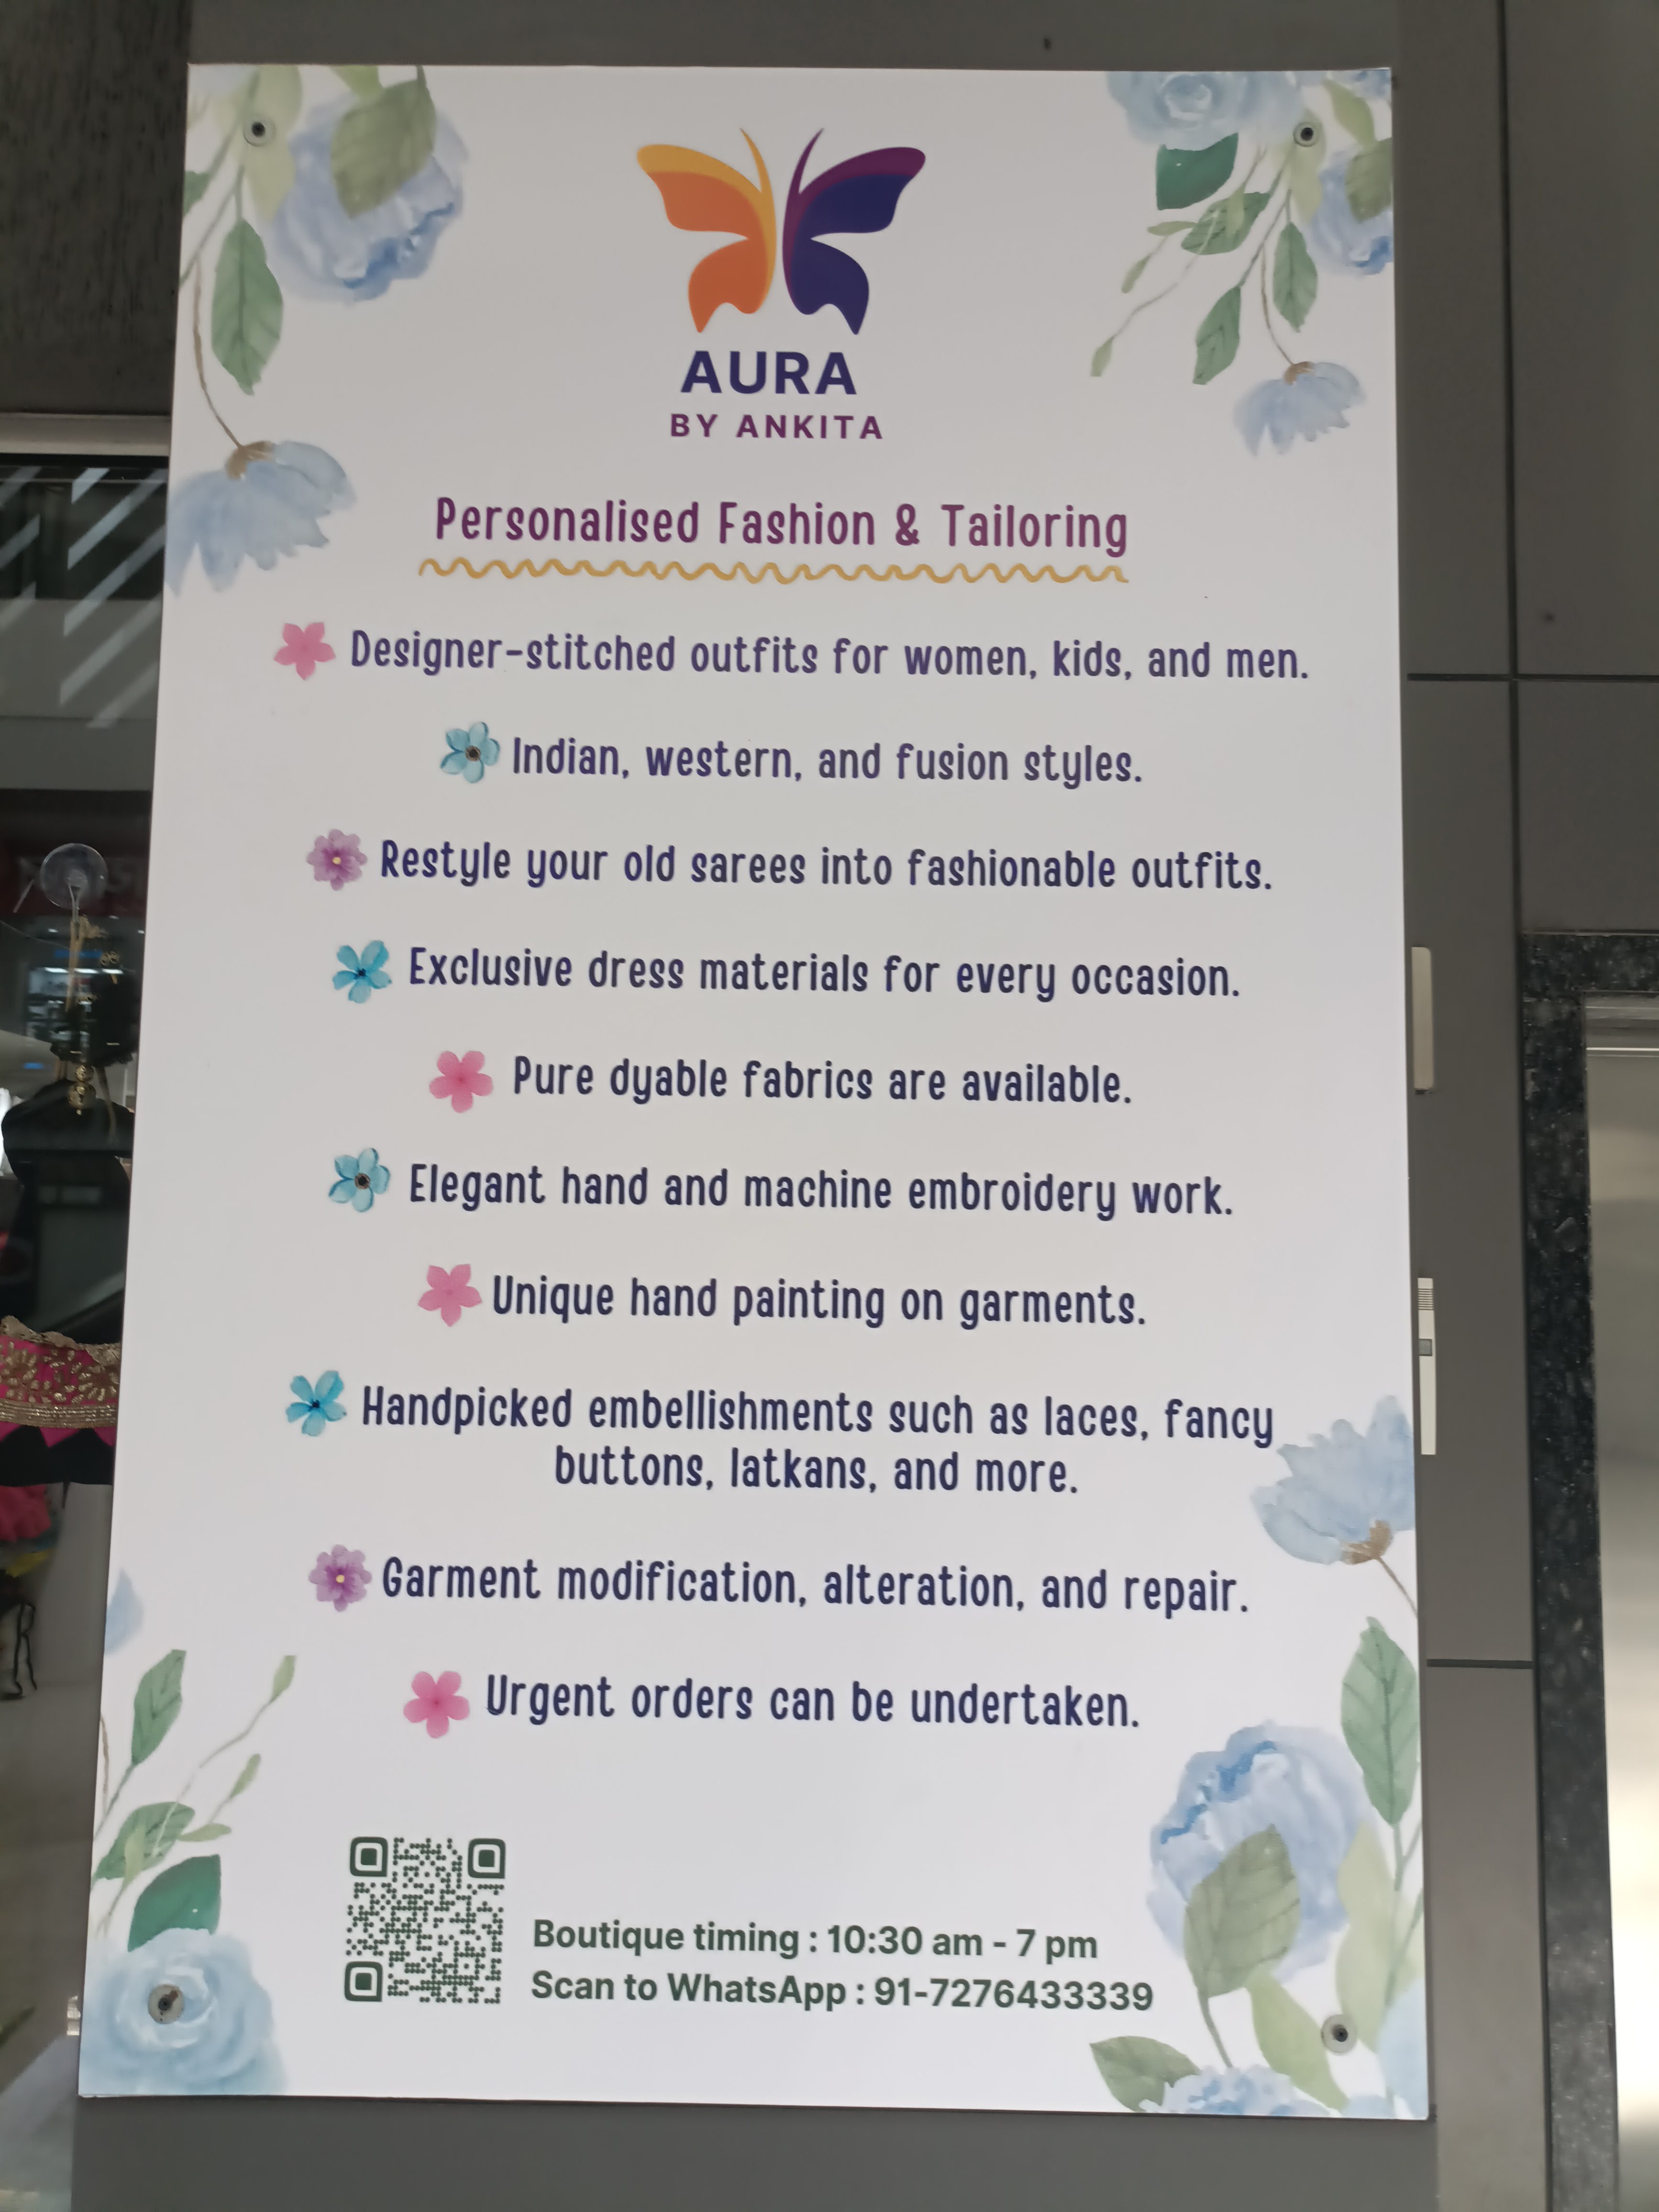 AURA
BY ANKITA
Personalised Fashion & Tailoring
Designer-stitched outfits for women, kids, and men.
Indian, western, and fusion styles.
Restyle your old sarees into fashionable outfits.
Exclusive dress materials for every occasion.
Pure dyable fabrics are available.
Elegant hand and machine embroidery work.
Unique hand painting on garments.
Handpicked embellishments such as laces, fancy
buttons, latkans, and more.
Garment modification, alteration, and repair.
Urgent orders can be undertaken.
Boutique timing : 10:30 am - 7 pm
Scan to WhatsApp : 91-7276433339